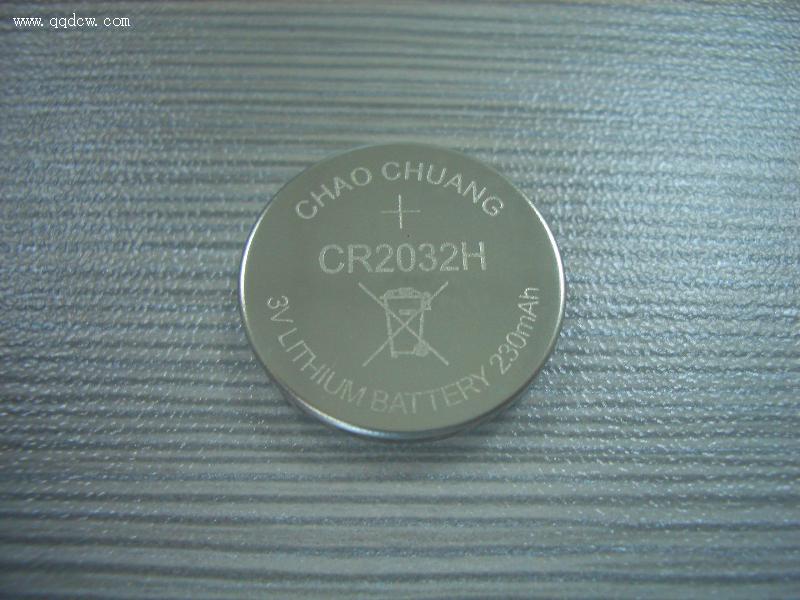 www.qqdcw.com
CHAO CHUANG
+
CR2032H
3V LITHIUM BATTERY 230mAh